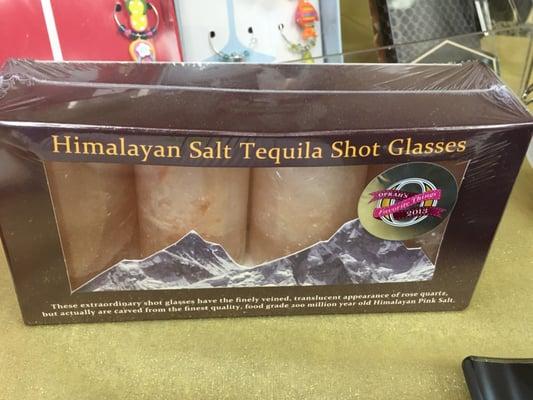 Himalayan Salt Tequila Shot Glasses
OPRAH'S
Favorite Things
2013
These extraordinary shot glasses have the finely veined, translucent appearance of rose quartz,
but actually are carved from the finest quality, food grade 200 million year old Himalayan Pink Salt.